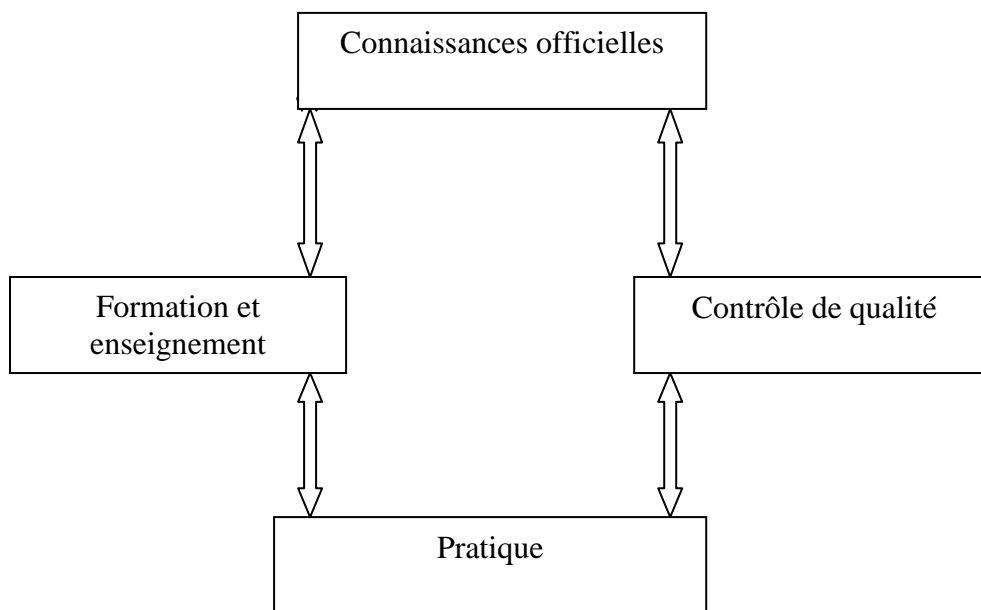 Connaissances officielles
Formation et
enseignement
Contrôle de qualité
Pratique